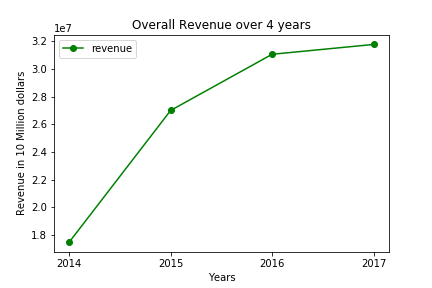 Overall Revenue over 4 years
1e7
3.2
3.0
2.8
2.6
2.4
2.2
2.0
1.8
Revenue in 10 Million dollars
revenue
2014 2015 2016 2017
Years